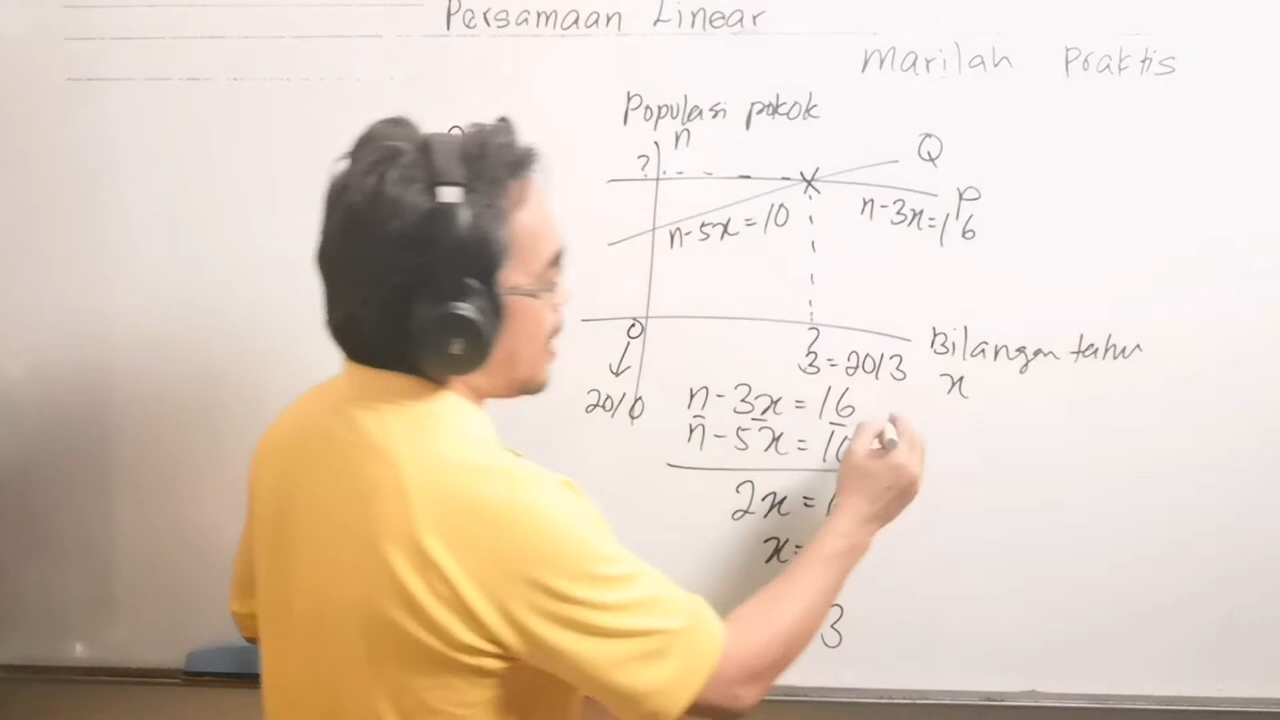 Persamaan Linear
Marilah Praktis
Populasi pokok
n
?
Q
P
n-5x=10
n-3x=16
0
?
3=2013
Bilangan tahun
x
2010
n-3x=16
n-5x=10
2x=
x=
3